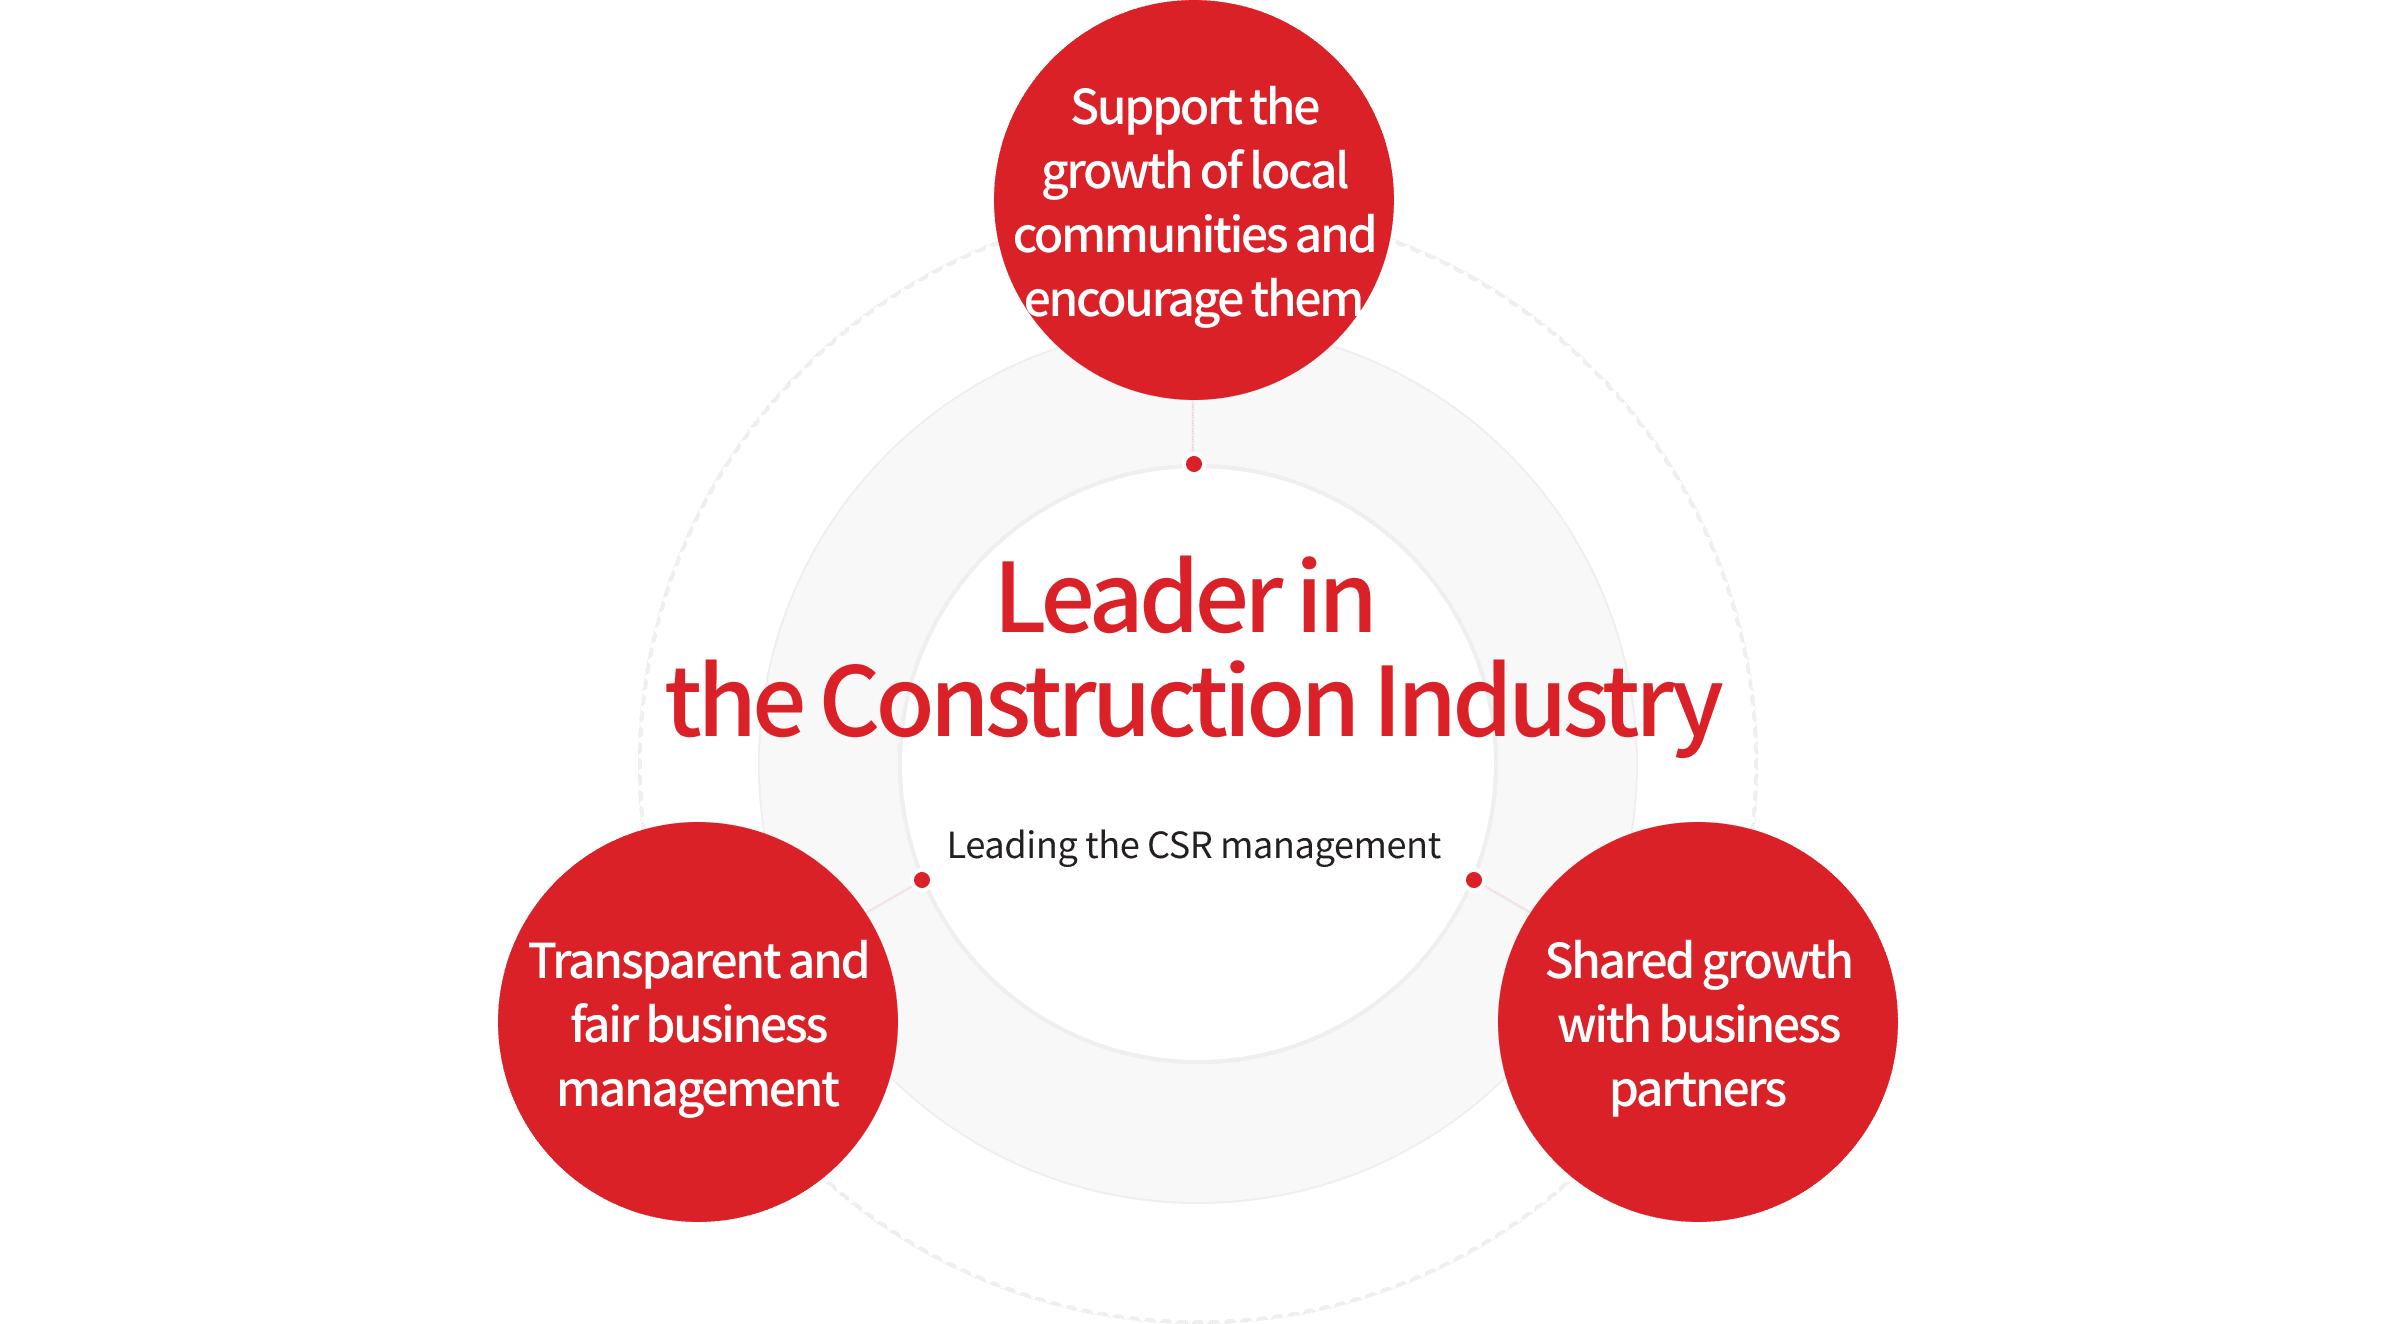 Support the
growth of local
communities and
encourage them
Leader in
the Construction Industry
Leading the CSR management
Transparent and
fair business
management
Shared growth
with business
partners